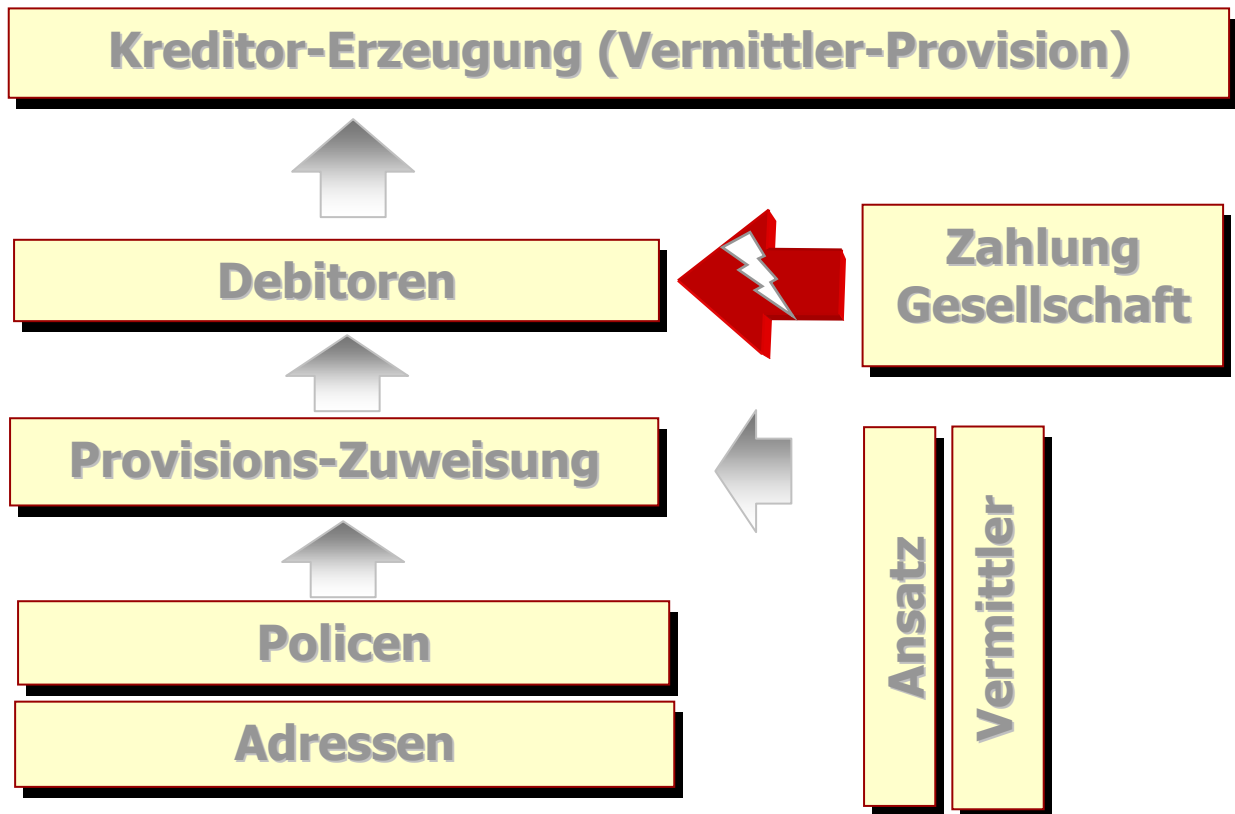 Kreditor-Erzeugung (Vermittler-Provision)
Debitoren
Zahlung
Gesellschaft
Provisions-Zuweisung
Policen
Adressen
Ansatz
Vermittler